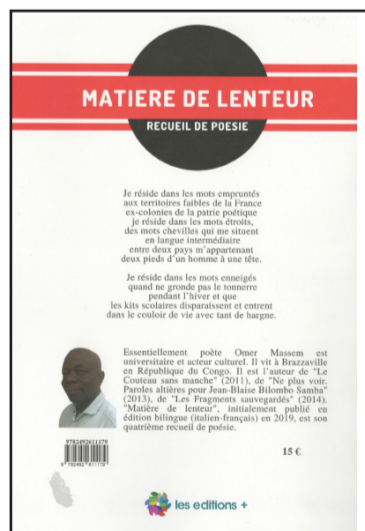 MATIERE DE LENTEUR
RECUEIL DE POESIE
Je réside dans les mots empruntés
aux territoires faibles de la France
ex-colonies de la patrie poétique
je réside dans les mots étroits,
des mots chevilles qui me situent
en langue intermédiaire
entre deux pays m'appartenant
deux pieds d'un homme à une tête.
Je réside dans les mots enneigés
quand ne gronde pas le tonnerre
pendant l'hiver et que
les kits scolaires disparaissent et entrent
dans le couloir de vie avec tant de hargne.
Essentiellement poète Omer Massem est
universitaire et acteur culturel. Il vit à Brazzaville
en République du Congo. Il est l'auteur de "Le
Couteau sans manche" (2011), de "Ne plus voir.
Paroles altières pour Jean-Blaise Bilombo Samba"
(2013), de "Les Fragments sauvegardés" (2014).
"Matière de lenteur", initialement publié en
édition bilingue (italien-français) en 2019, est son
quatrième recueil de poésie.
9782492611179
9 782492 611179
15 €
les editions +